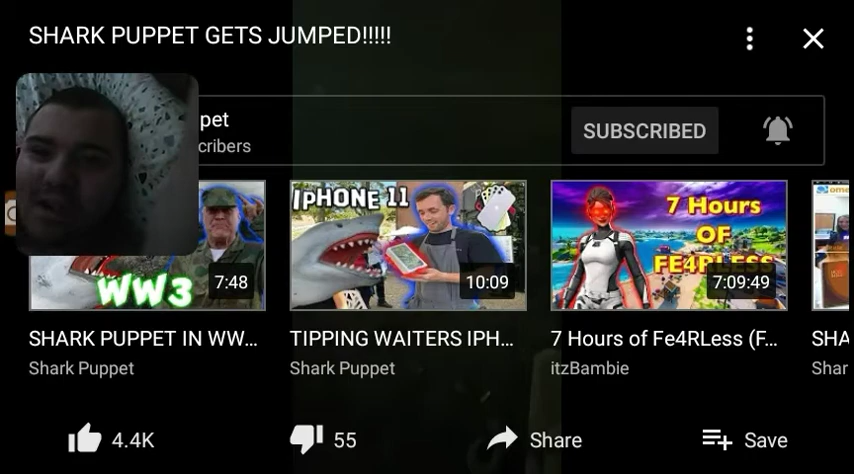 SHARK PUPPET GETS JUMPED!!!!!
pet
cribers
SUBSCRIBED
IPHONE 11
7 Hours
OF
FE4RLESS
WW3
7:48
10:09
7:09:49
SHARK PUPPET IN WW...
TIPPING WAITERS IPH...
7 Hours of Fe4RLess (F...
SHA
Shark Puppet
Shark Puppet
itzBambie
Shar
4.4K
55
Share
Save